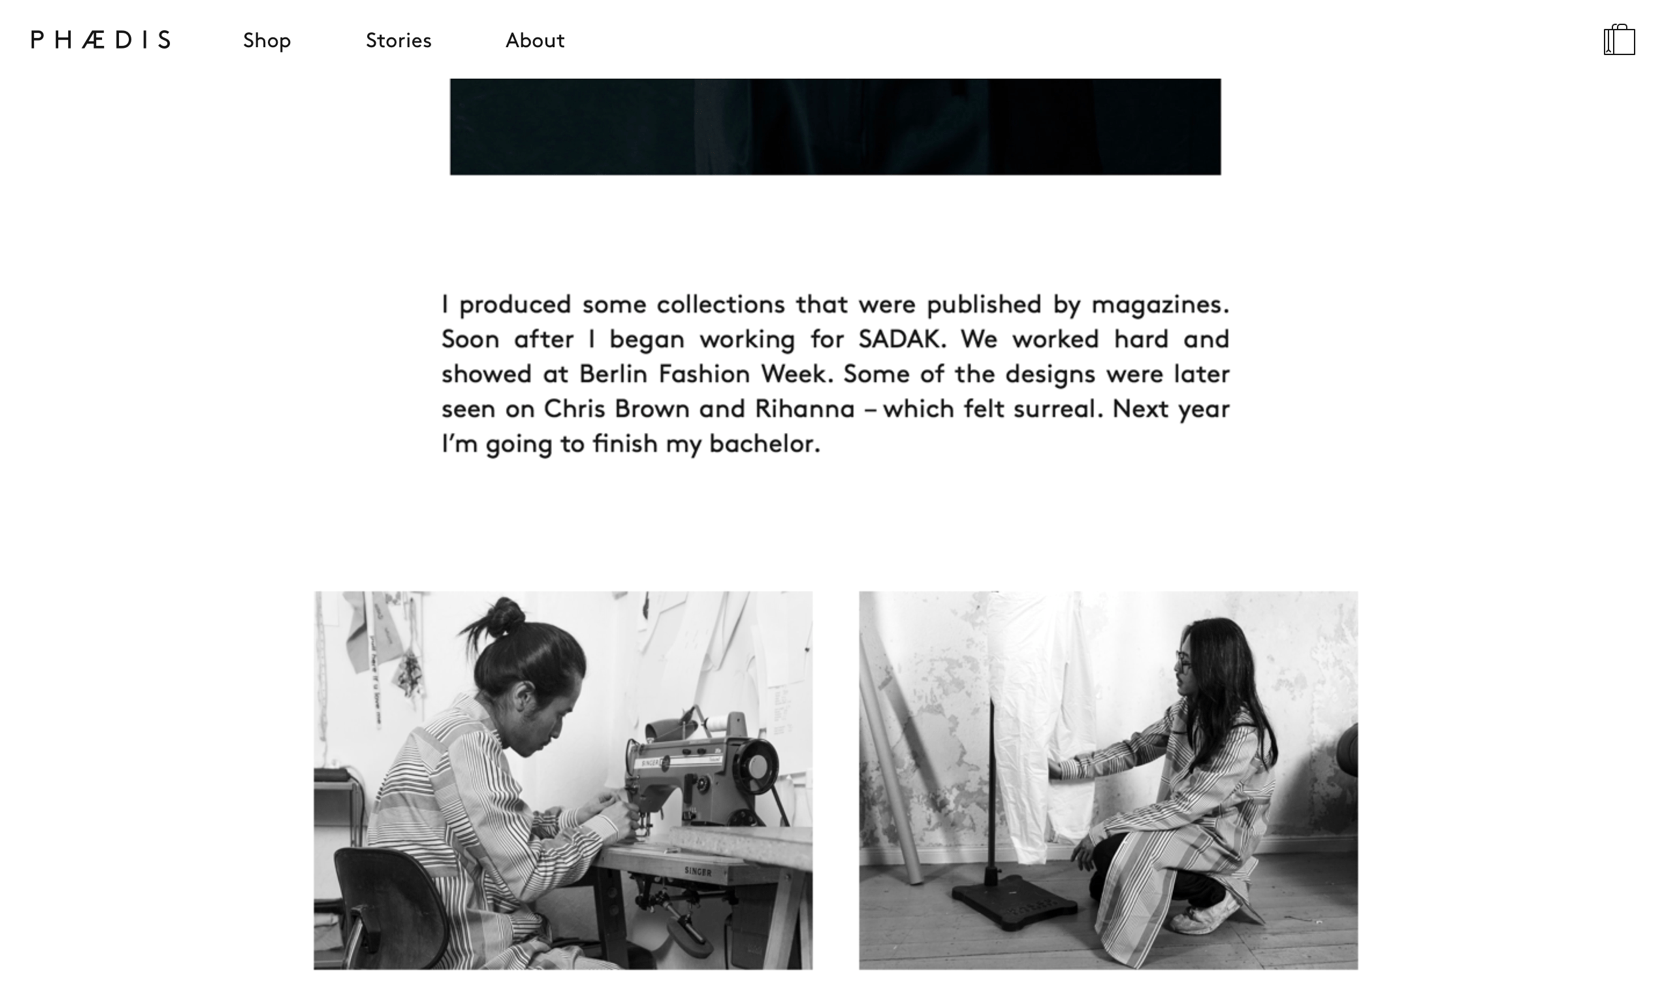 PHÆDIS
Shop
Stories
About
I produced some collections that were published by magazines.
Soon after I began working for SADAK. We worked hard and
showed at Berlin Fashion Week. Some of the designs were later
seen on Chris Brown and Rihanna – which felt surreal. Next year
I’m going to finish my bachelor.
SINGER
SINGER